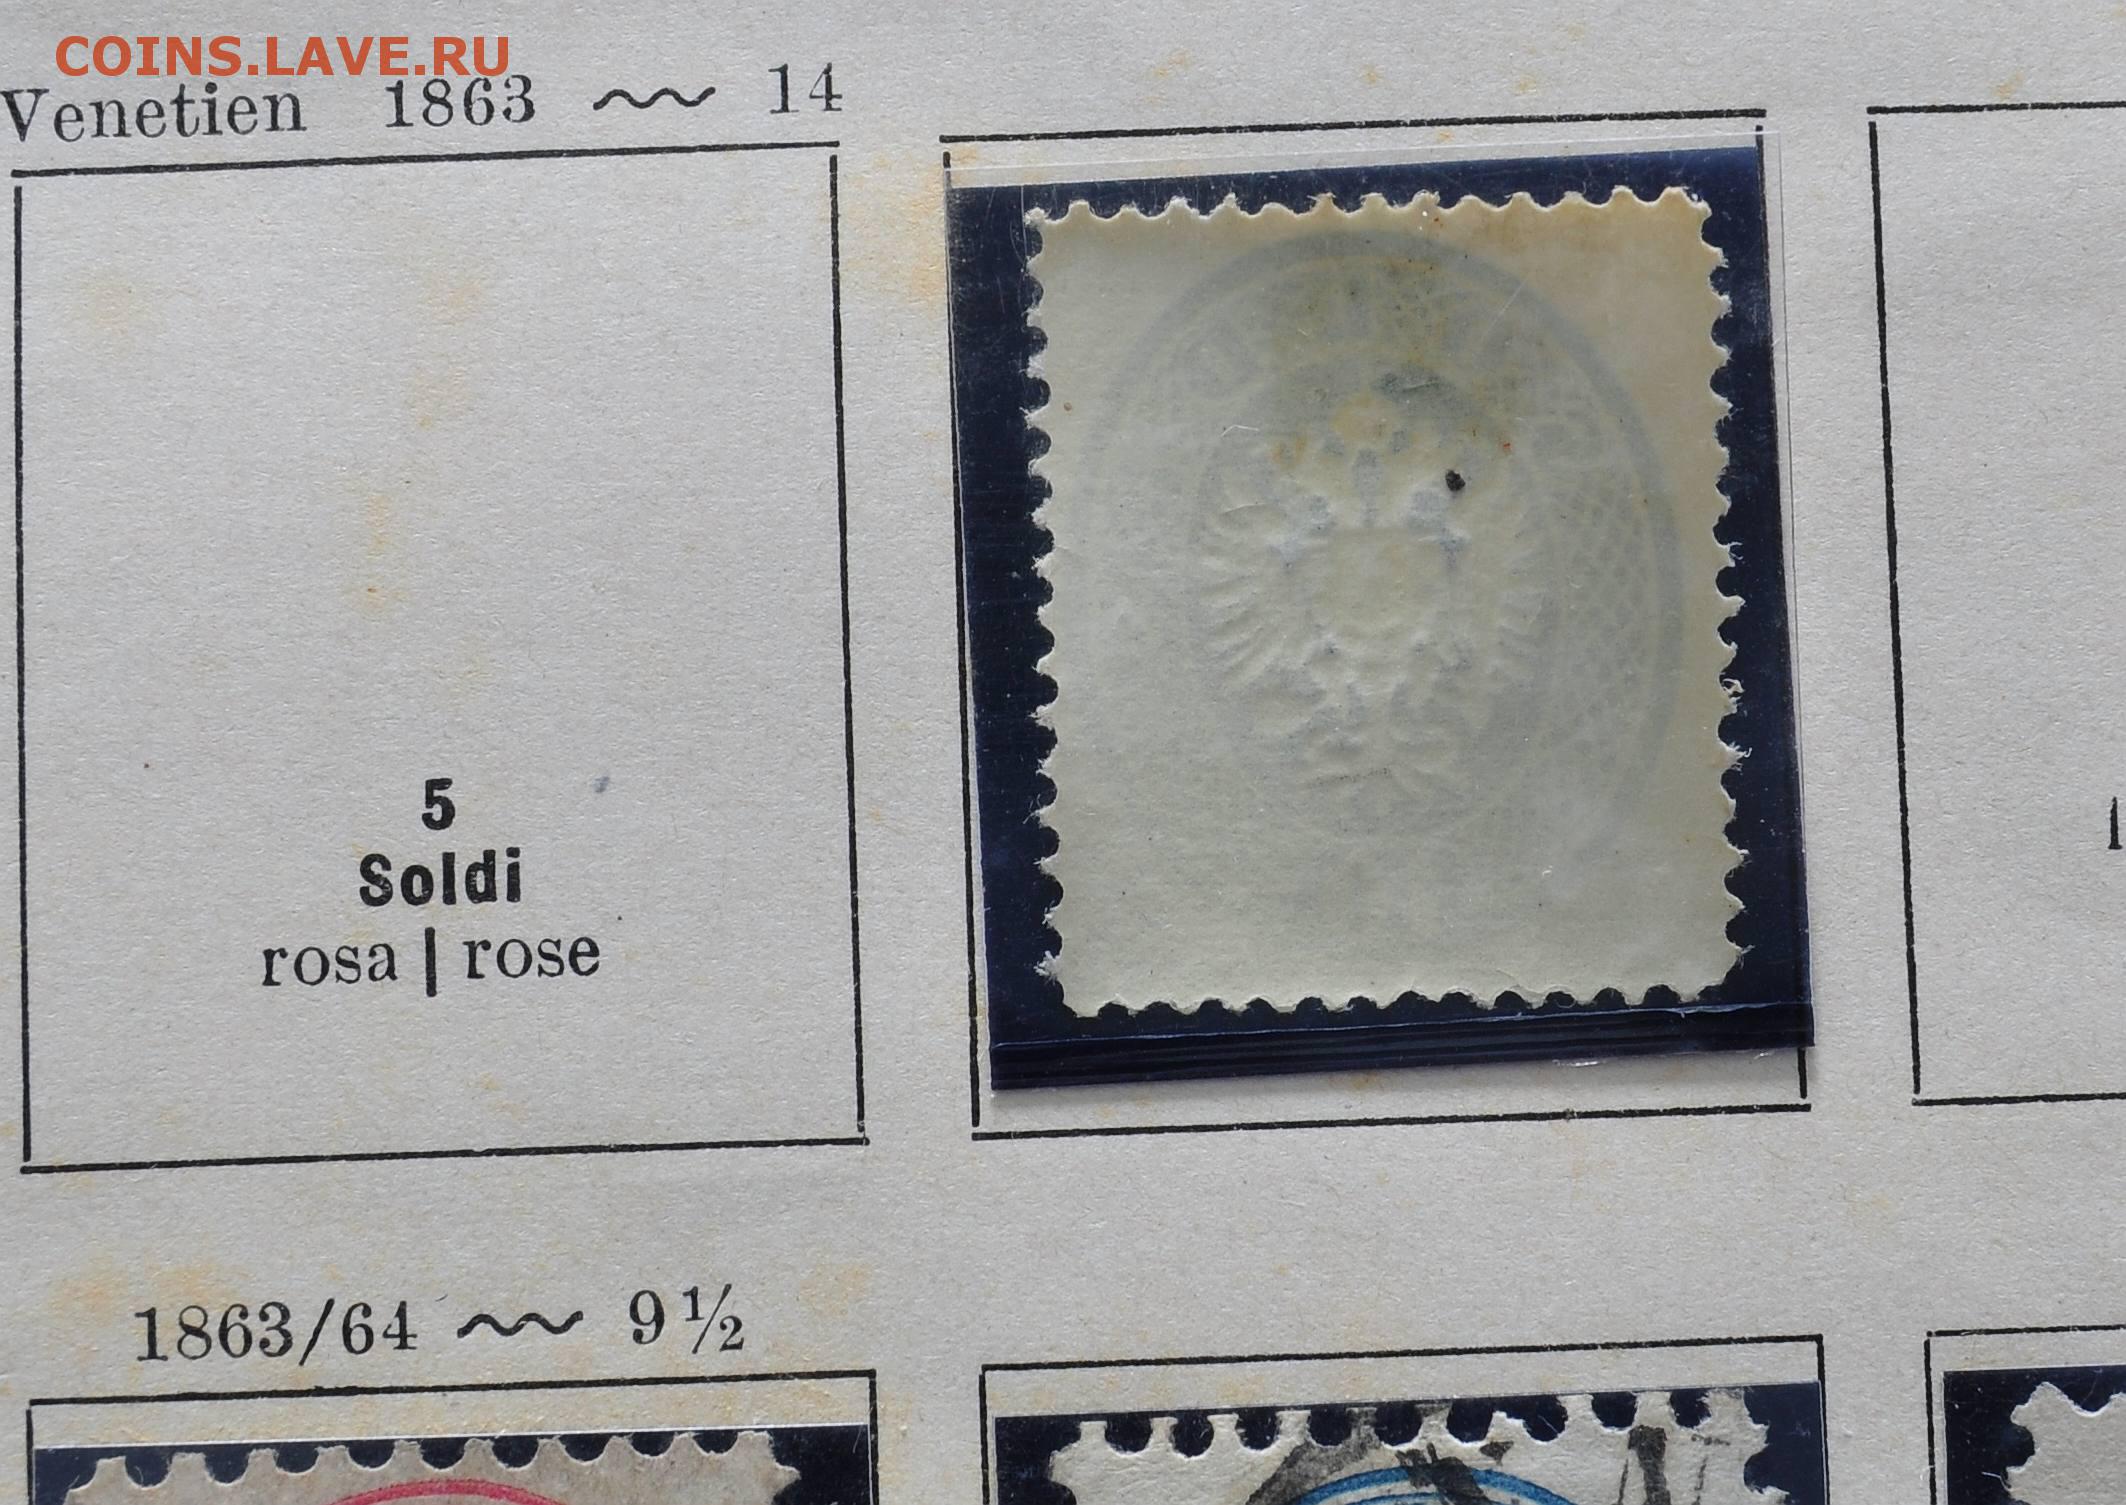 COINS.LAVE.RU
Venetien 1863 14
5
Soldi
rosa | rose
1863/64 9½